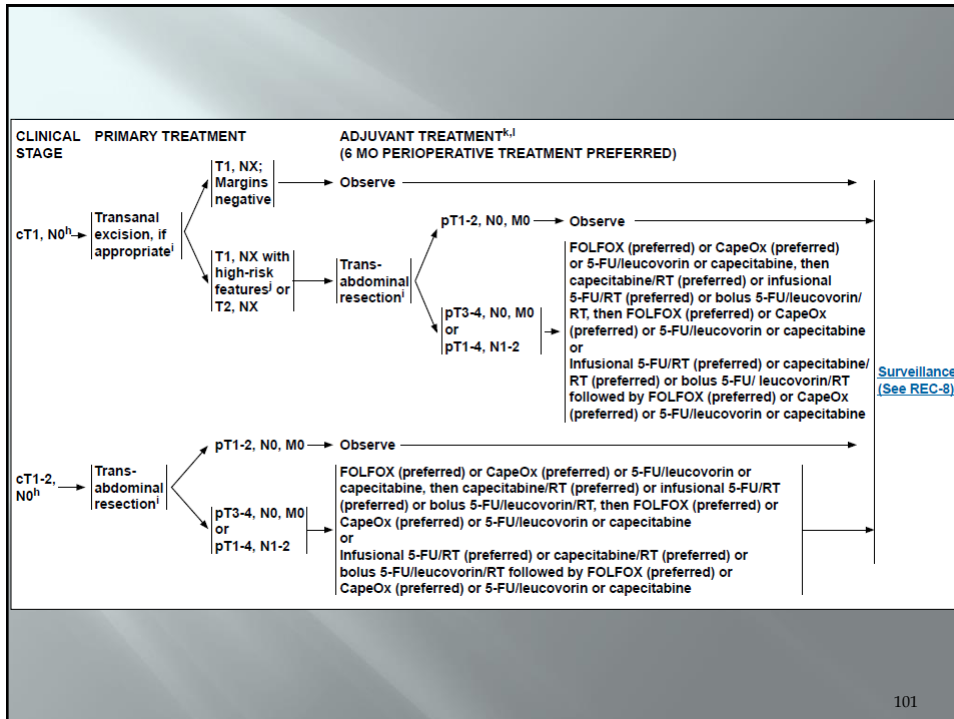 CLINICAL STAGE
PRIMARY TREATMENT
ADJUVANT TREATMENTk,l
(6 MO PERIOPERATIVE TREATMENT PREFERRED)
cT1, N0h
Transanal
excision, if
appropriatei
T1, NX;
Margins
negative
Observe
T1, NX with
high-risk
featuresj or
T2, NX
Trans-
abdominal
resectioni
pT1-2, N0, M0
Observe
pT3-4, N0, M0
or
pT1-4, N1-2
FOLFOX (preferred) or CapeOx (preferred)
or 5-FU/leucovorin or capecitabine, then
capecitabine/RT (preferred) or infusional
5-FU/RT (preferred) or bolus 5-FU/leucovorin/
RT, then FOLFOX (preferred) or CapeOx
(preferred) or 5-FU/leucovorin or capecitabine
or
Infusional 5-FU/RT (preferred) or capecitabine/
RT (preferred) or bolus 5-FU/ leucovorin/RT
followed by FOLFOX (preferred) or CapeOx
(preferred) or 5-FU/leucovorin or capecitabine
Surveillance
(See REC-8)
cT1-2,
N0h
Trans-
abdominal
resectioni
pT1-2, N0, M0
Observe
pT3-4, N0, M0
or
pT1-4, N1-2
FOLFOX (preferred) or CapeOx (preferred) or 5-FU/leucovorin or
capecitabine, then capecitabine/RT (preferred) or infusional 5-FU/RT
(preferred) or bolus 5-FU/leucovorin/RT, then FOLFOX (preferred) or
CapeOx (preferred) or 5-FU/leucovorin or capecitabine
or
Infusional 5-FU/RT (preferred) or capecitabine/RT (preferred) or
bolus 5-FU/leucovorin/RT followed by FOLFOX (preferred) or
CapeOx (preferred) or 5-FU/leucovorin or capecitabine
101